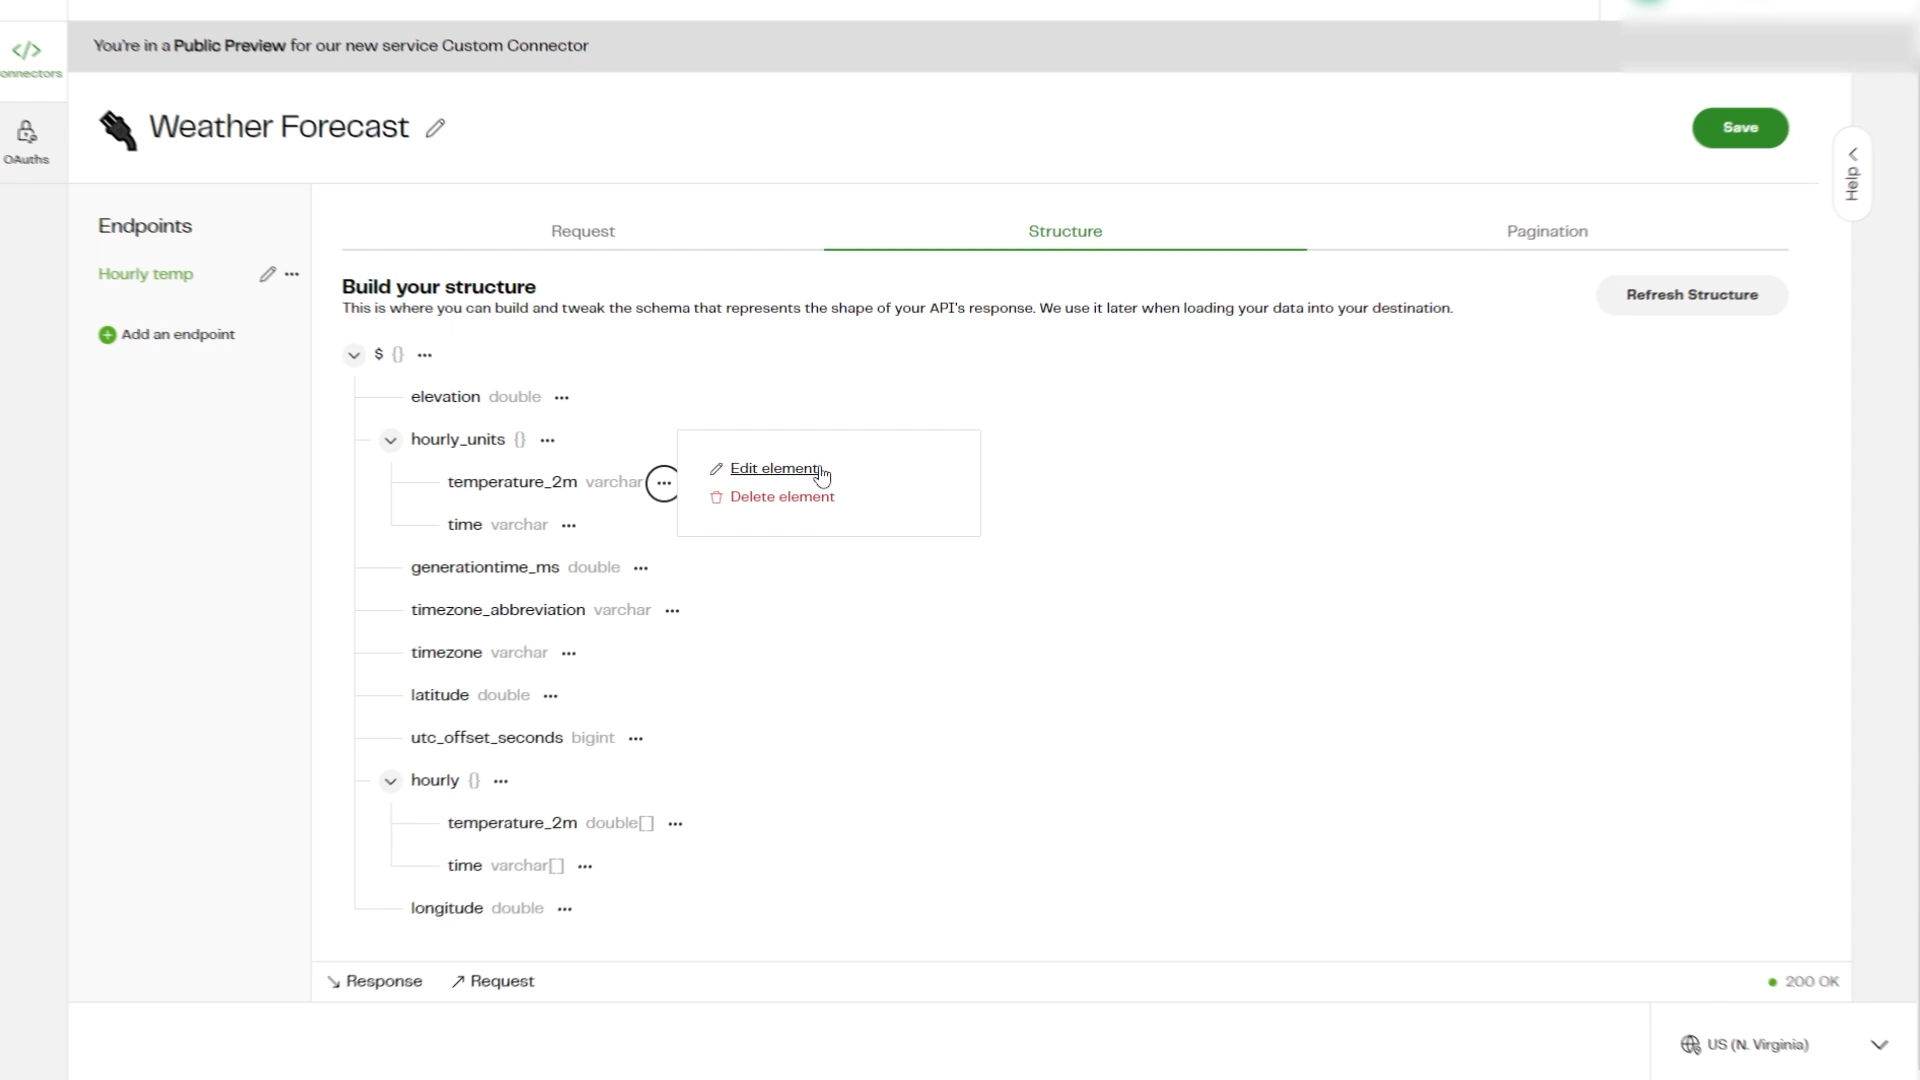 You're in a Public Preview for our new service Custom Connector
onnectors
Weather Forecast
Save
OAuths
Help
Endpoints
Hourly temp
Add an endpoint
Request
Structure
Pagination
Build your structure
This is where you can build and tweak the schema that represents the shape of your API's response. We use it later when loading your data into your destination.
Refresh Structure
$ {} ...
elevation double ...
hourly_units {} ...
temperature_2m varchar ...
Edit element
Delete element
time varchar ...
generationtime_ms double ...
timezone_abbreviation varchar ...
timezone varchar ...
latitude double ...
utc_offset_seconds bigint ...
hourly {} ...
temperature_2m double[] ...
time varchar[] ...
longitude double ...
Response
Request
200 OK
US (N. Virginia)